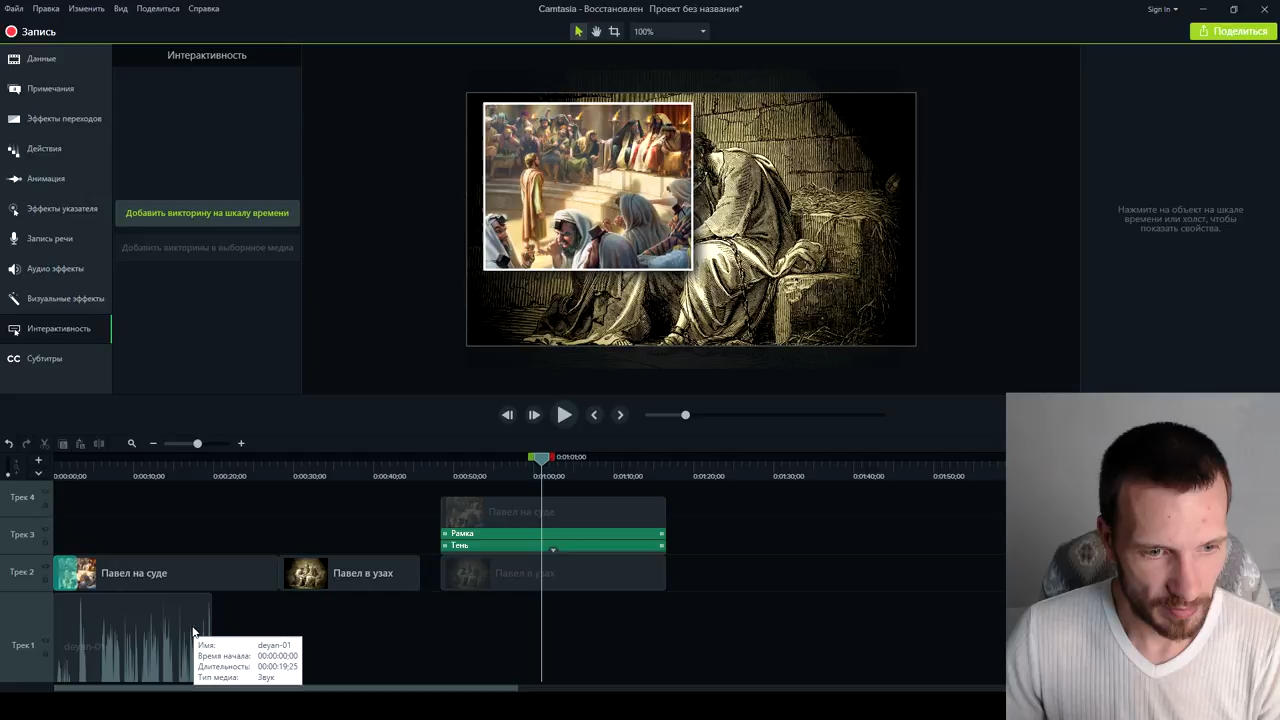 Файл Правка Изменить Вид Поделиться Справка
Camtasia - Восстановлен Проект без названия*
Sign In
Запись
100%
Поделиться
Данные
Примечания
Эффекты переходов
Действия
Анимация
Эффекты указателя
Запись речи
Аудио эффекты
Визуальные эффекты
Интерактивность
CC Субтитры
Интерактивность
Добавить викторину на шкалу времени
Добавить викторины в выборнное медиа
Нажмите на объект на шкале
времени или холст, чтобы
показать свойства.
0:01:01;00
0:00:00;00 0:00:10;00 0:00:20;00 0:00:30;00 0:00:40;00 0:00:50;00 0:01:00;00 0:01:10;00 0:01:20;00 0:01:30;00 0:01:40;00 0:01:50;00
Трек 4
Павел на суде
Трек 3
Рамка
Тень
Трек 2
Павел на суде
Павел в узах
Павел в узах
Трек 1
deyan-01
Имя: deyan-01
Время начала: 00:00:00;00
Длительность: 00:00:19;25
Тип медиа: Звук